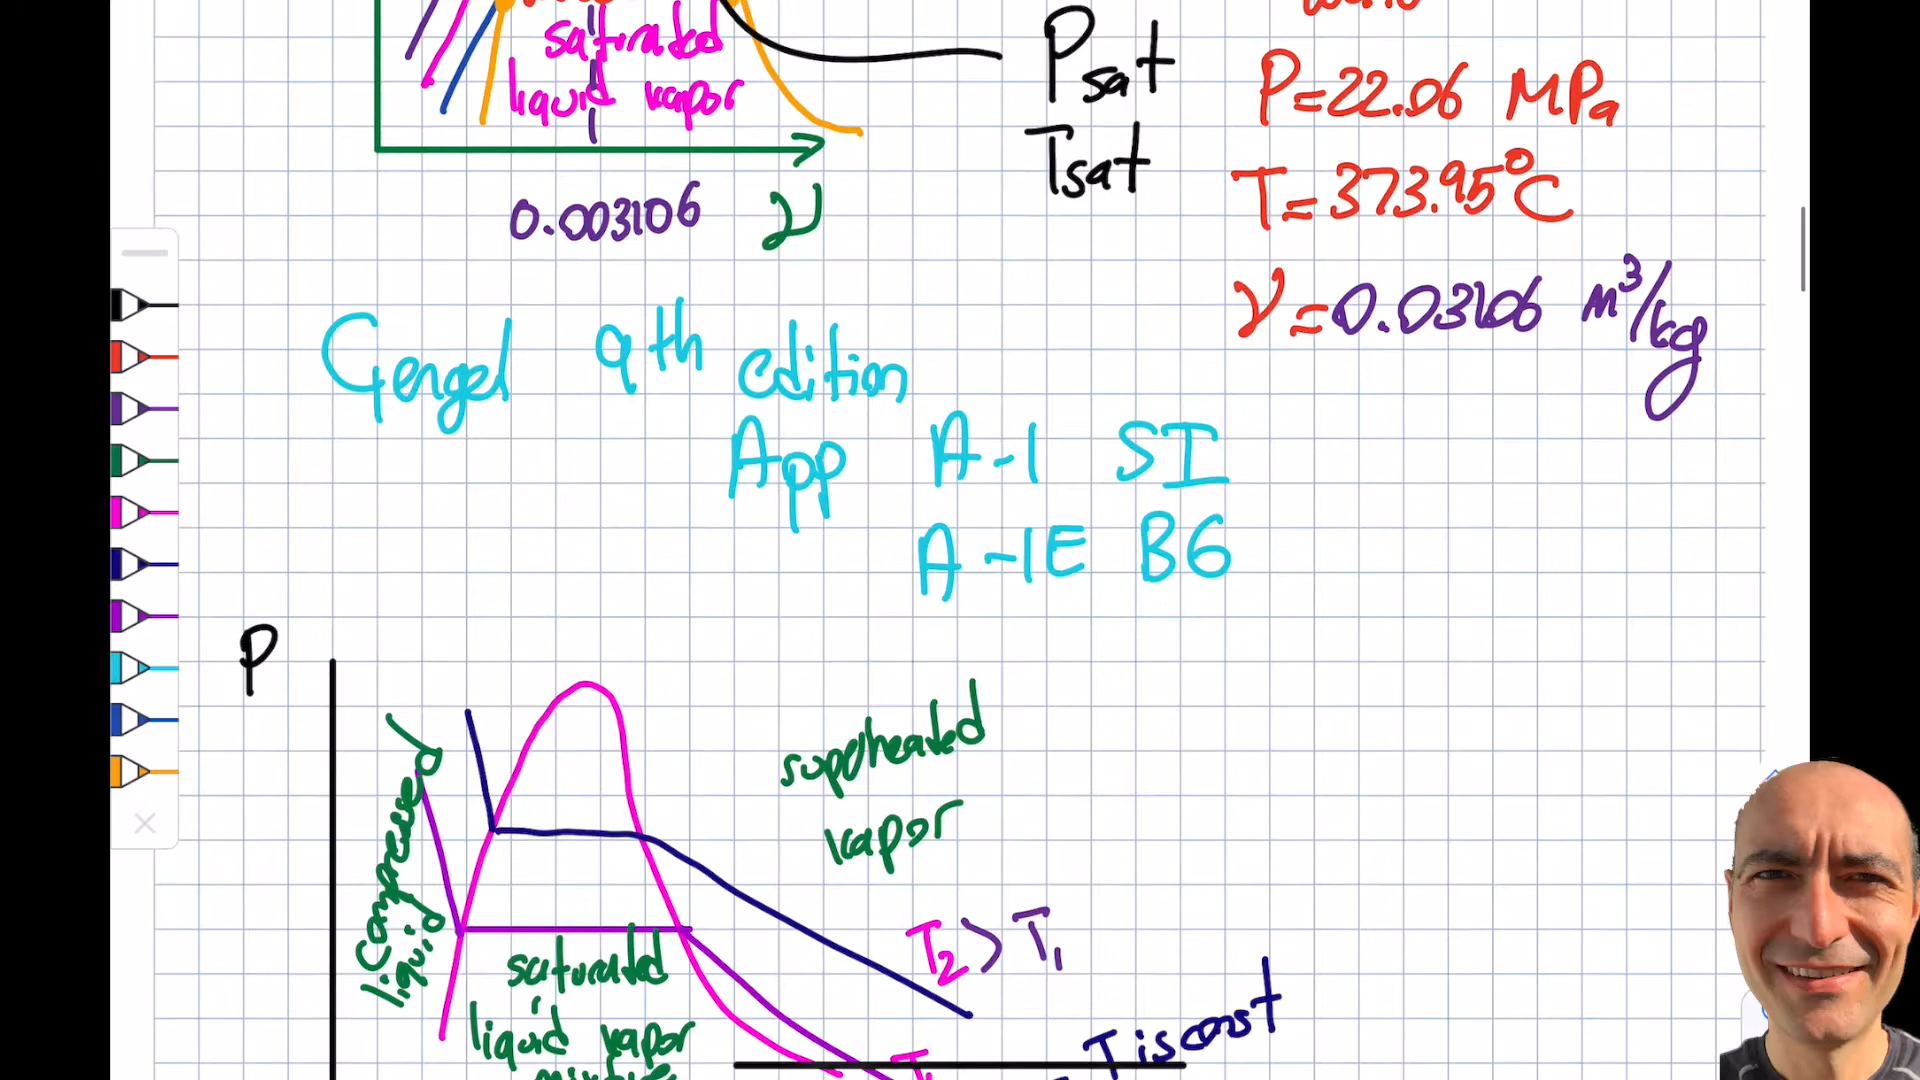 saturated
liquid vapor
Psat
Tsat
P=22.06 MPa
T=373.95°C
ν=0.03106 m³/kg
0.003106 ν
Cengel 9th edition
App A-1 SI
A-1E BG
P
superheated
vapor
compressed
liquid
T2>T1
saturated
liquid vapor
T is const